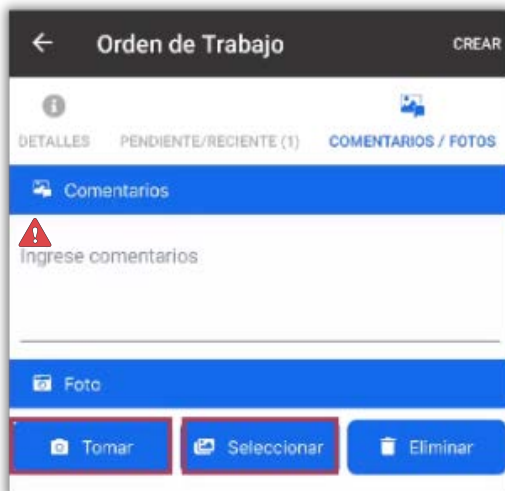 Orden de Trabajo CREAR
DETALLES PENDIENTE/RECIENTE (1) COMENTARIOS / FOTOS
Comentarios
Ingrese comentarios
Foto
Tomar Seleccionar Eliminar